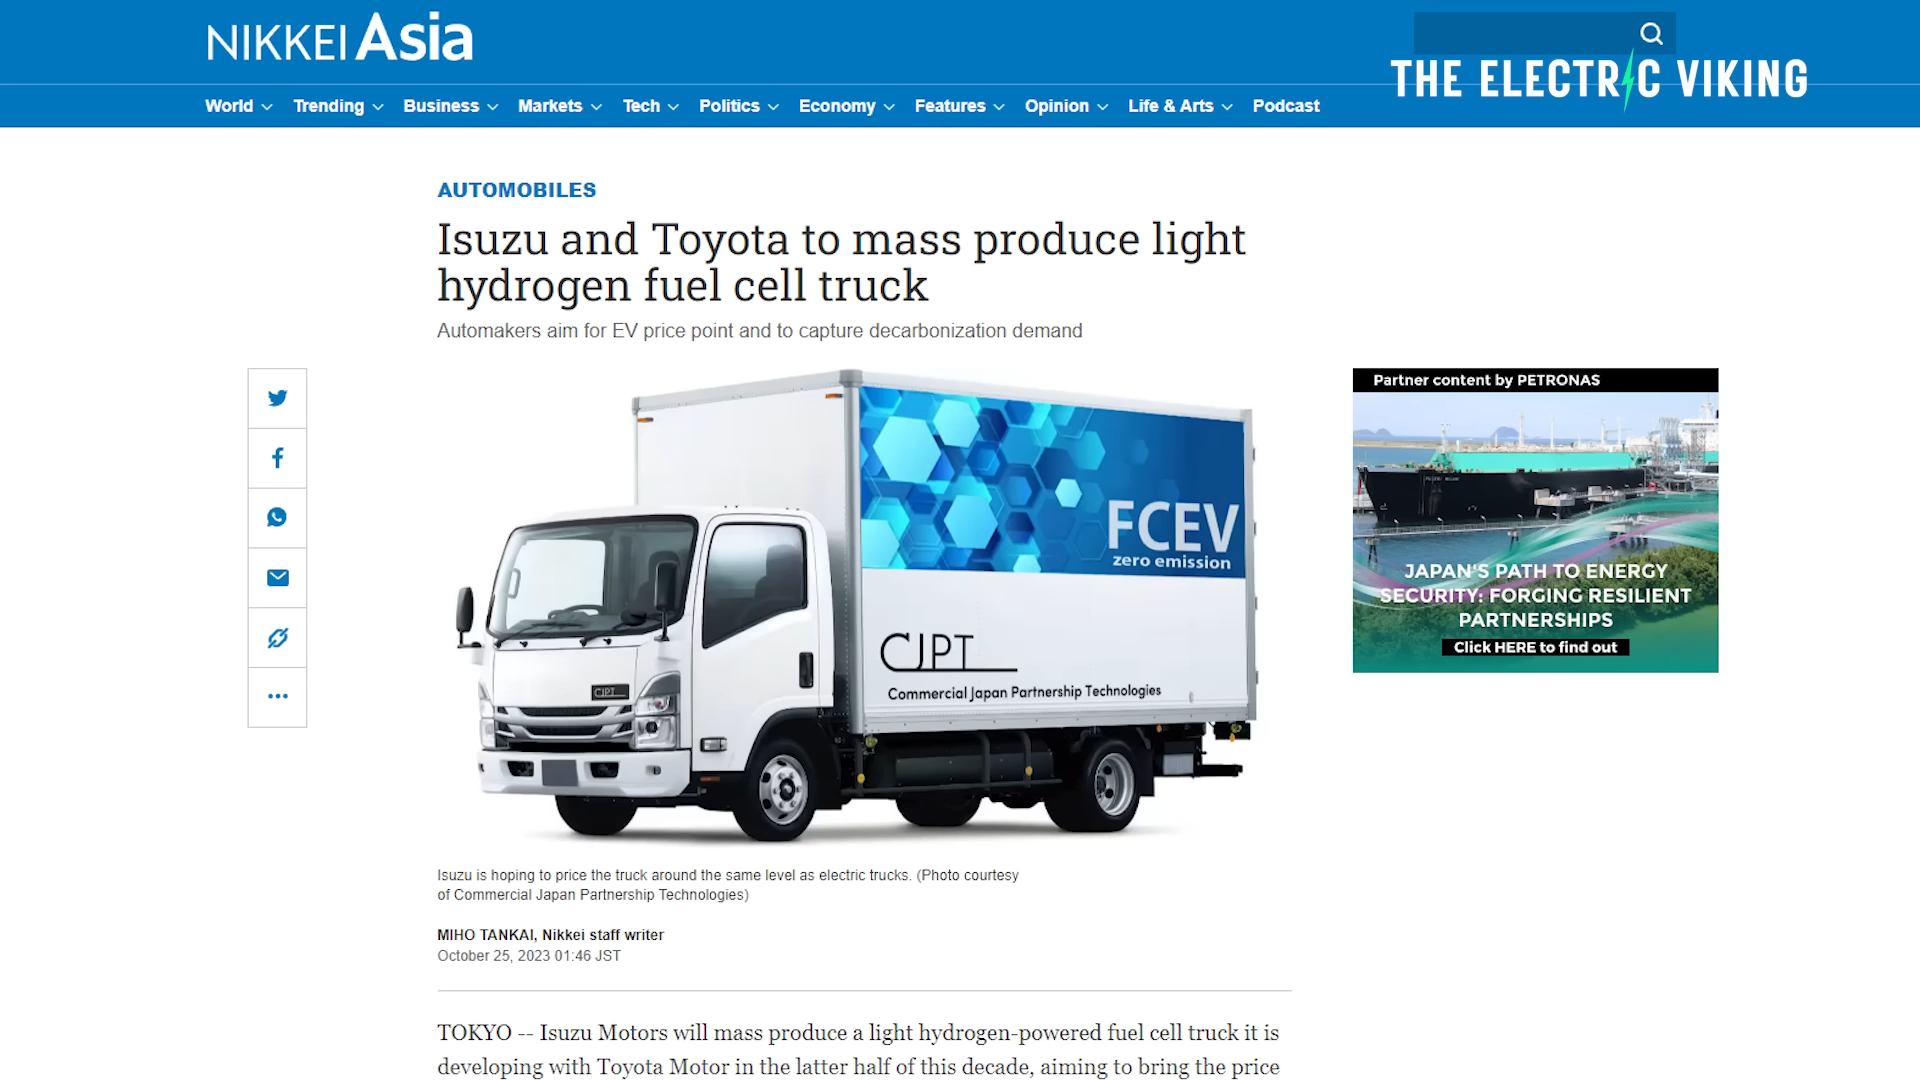 NIKKEI Asia
THE ELECTRIC VIKING
World Trending Business Markets Tech Politics Economy Features Opinion Life & Arts Podcast
AUTOMOBILES
Isuzu and Toyota to mass produce light
hydrogen fuel cell truck
Automakers aim for EV price point and to capture decarbonization demand
FCEV
zero emission
CJPT
Commercial Japan Partnership Technologies
CJPT
Partner content by PETRONAS
JAPAN'S PATH TO ENERGY
SECURITY: FORGING RESILIENT
PARTNERSHIPS
Click HERE to find out
Isuzu is hoping to price the truck around the same level as electric trucks. (Photo courtesy
of Commercial Japan Partnership Technologies)
MIHO TANKAI, Nikkei staff writer
October 25, 2023 01:46 JST
TOKYO -- Isuzu Motors will mass produce a light hydrogen-powered fuel cell truck it is
developing with Toyota Motor in the latter half of this decade, aiming to bring the price